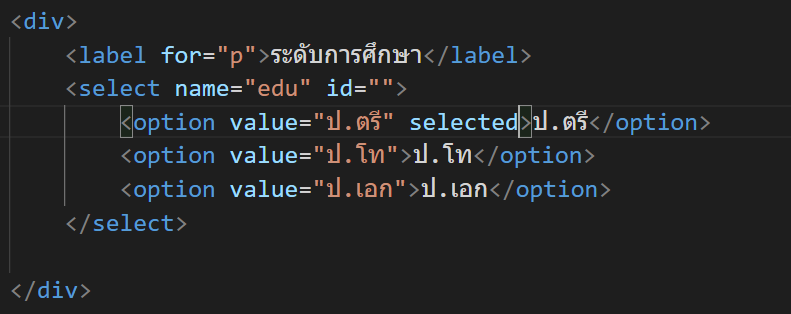 <div>
<label for="p">ระดับการศึกษา</label>
<select name="edu" id="">
<option value="ป.ตรี" selected>ป.ตรี</option>
<option value="ป.โท">ป.โท</option>
<option value="ป.เอก">ป.เอก</option>
</select>
</div>